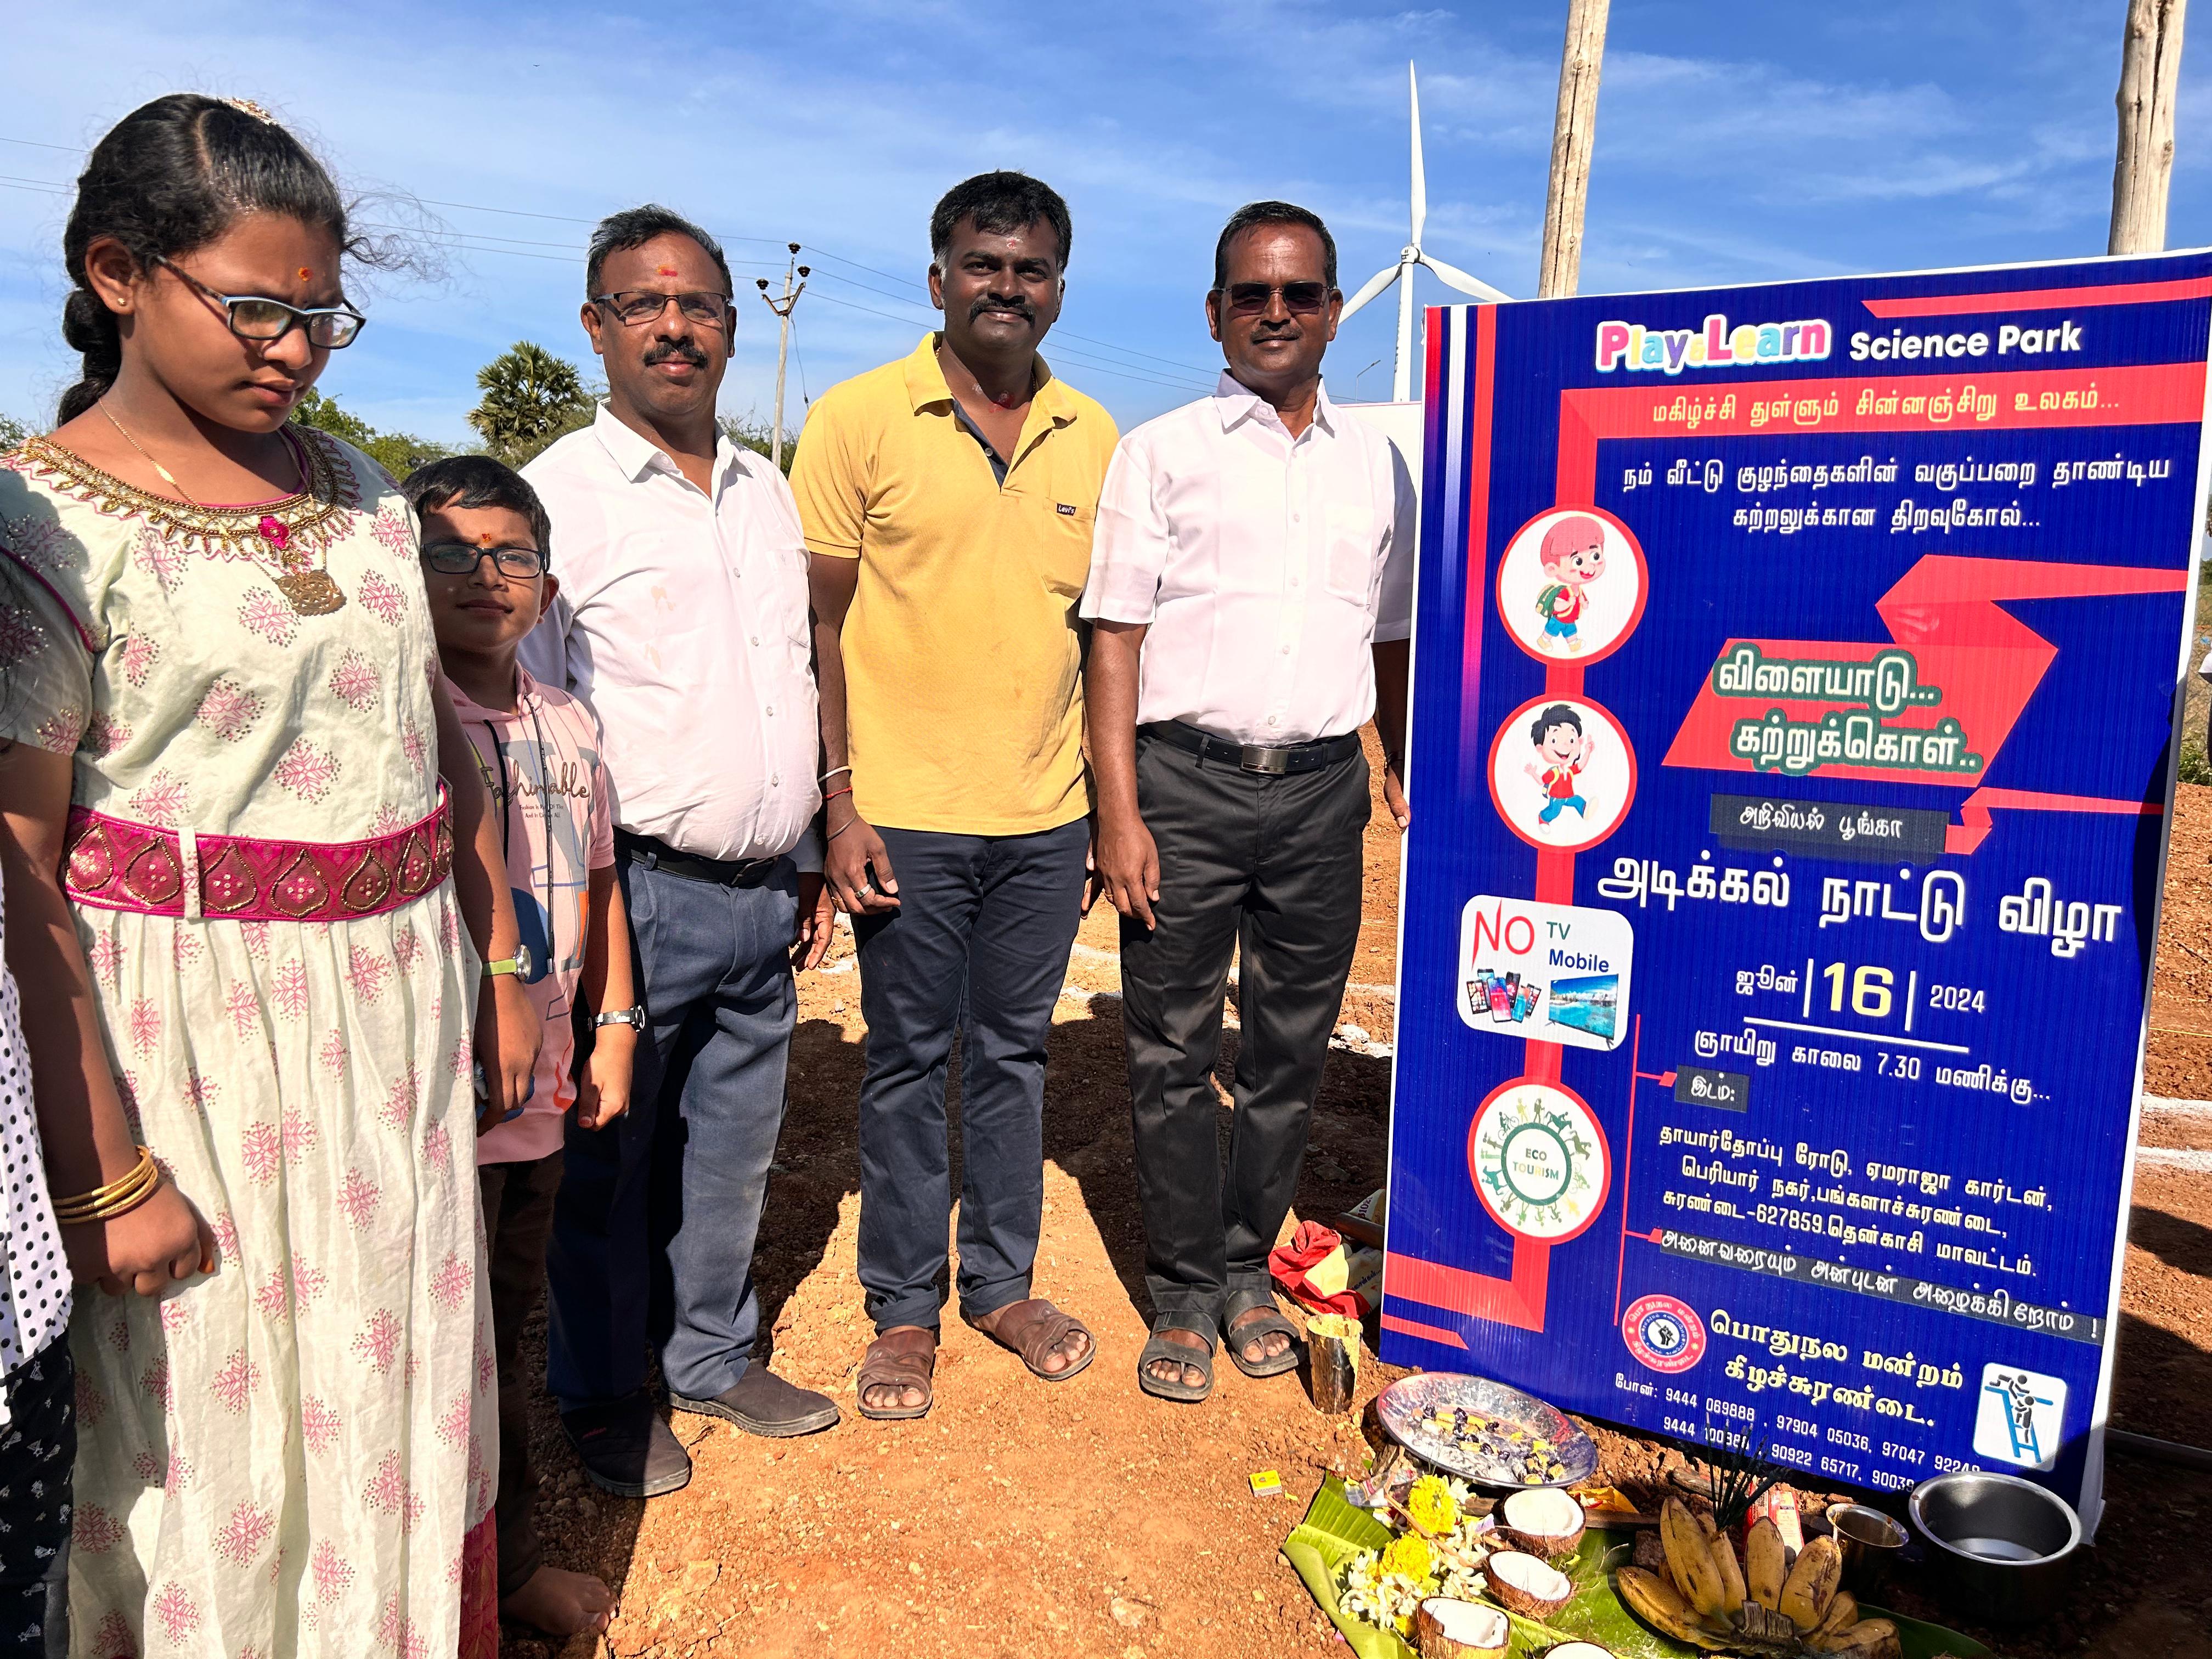 Play & Learn Science Park
மகிழ்ச்சி துள்ளும் சின்னஞ்சிறு உலகம்...
நம் வீட்டு குழந்தைகளின் வகுப்பறை தாண்டிய
கற்றலுக்கான திறவுகோல்...
விளையாடு...
கற்றுக்கொள்..
அறிவியல் பூங்கா
அடிக்கல் நாட்டு விழா
NO TV
Mobile
ஜூன் 16 2024
ஞாயிறு காலை 7.30 மணிக்கு...
இடம்:
தாயார்தோப்பு ரோடு, ஏமராஜா கார்டன்,
பெரியார் நகர்,பங்களாச்சுரண்டை,
சுரண்டை-627859.தென்காசி மாவட்டம்.
ECO
TOURISM
அனைவரையும் அன்புடன் அழைக்கிறோம் !
பொதுநல மன்றம்
கீழச்சுரண்டை.
போன்: 9444 069888 , 97904 05036, 97047
9444 90922 65717, 90039
Levi's
Fashionable